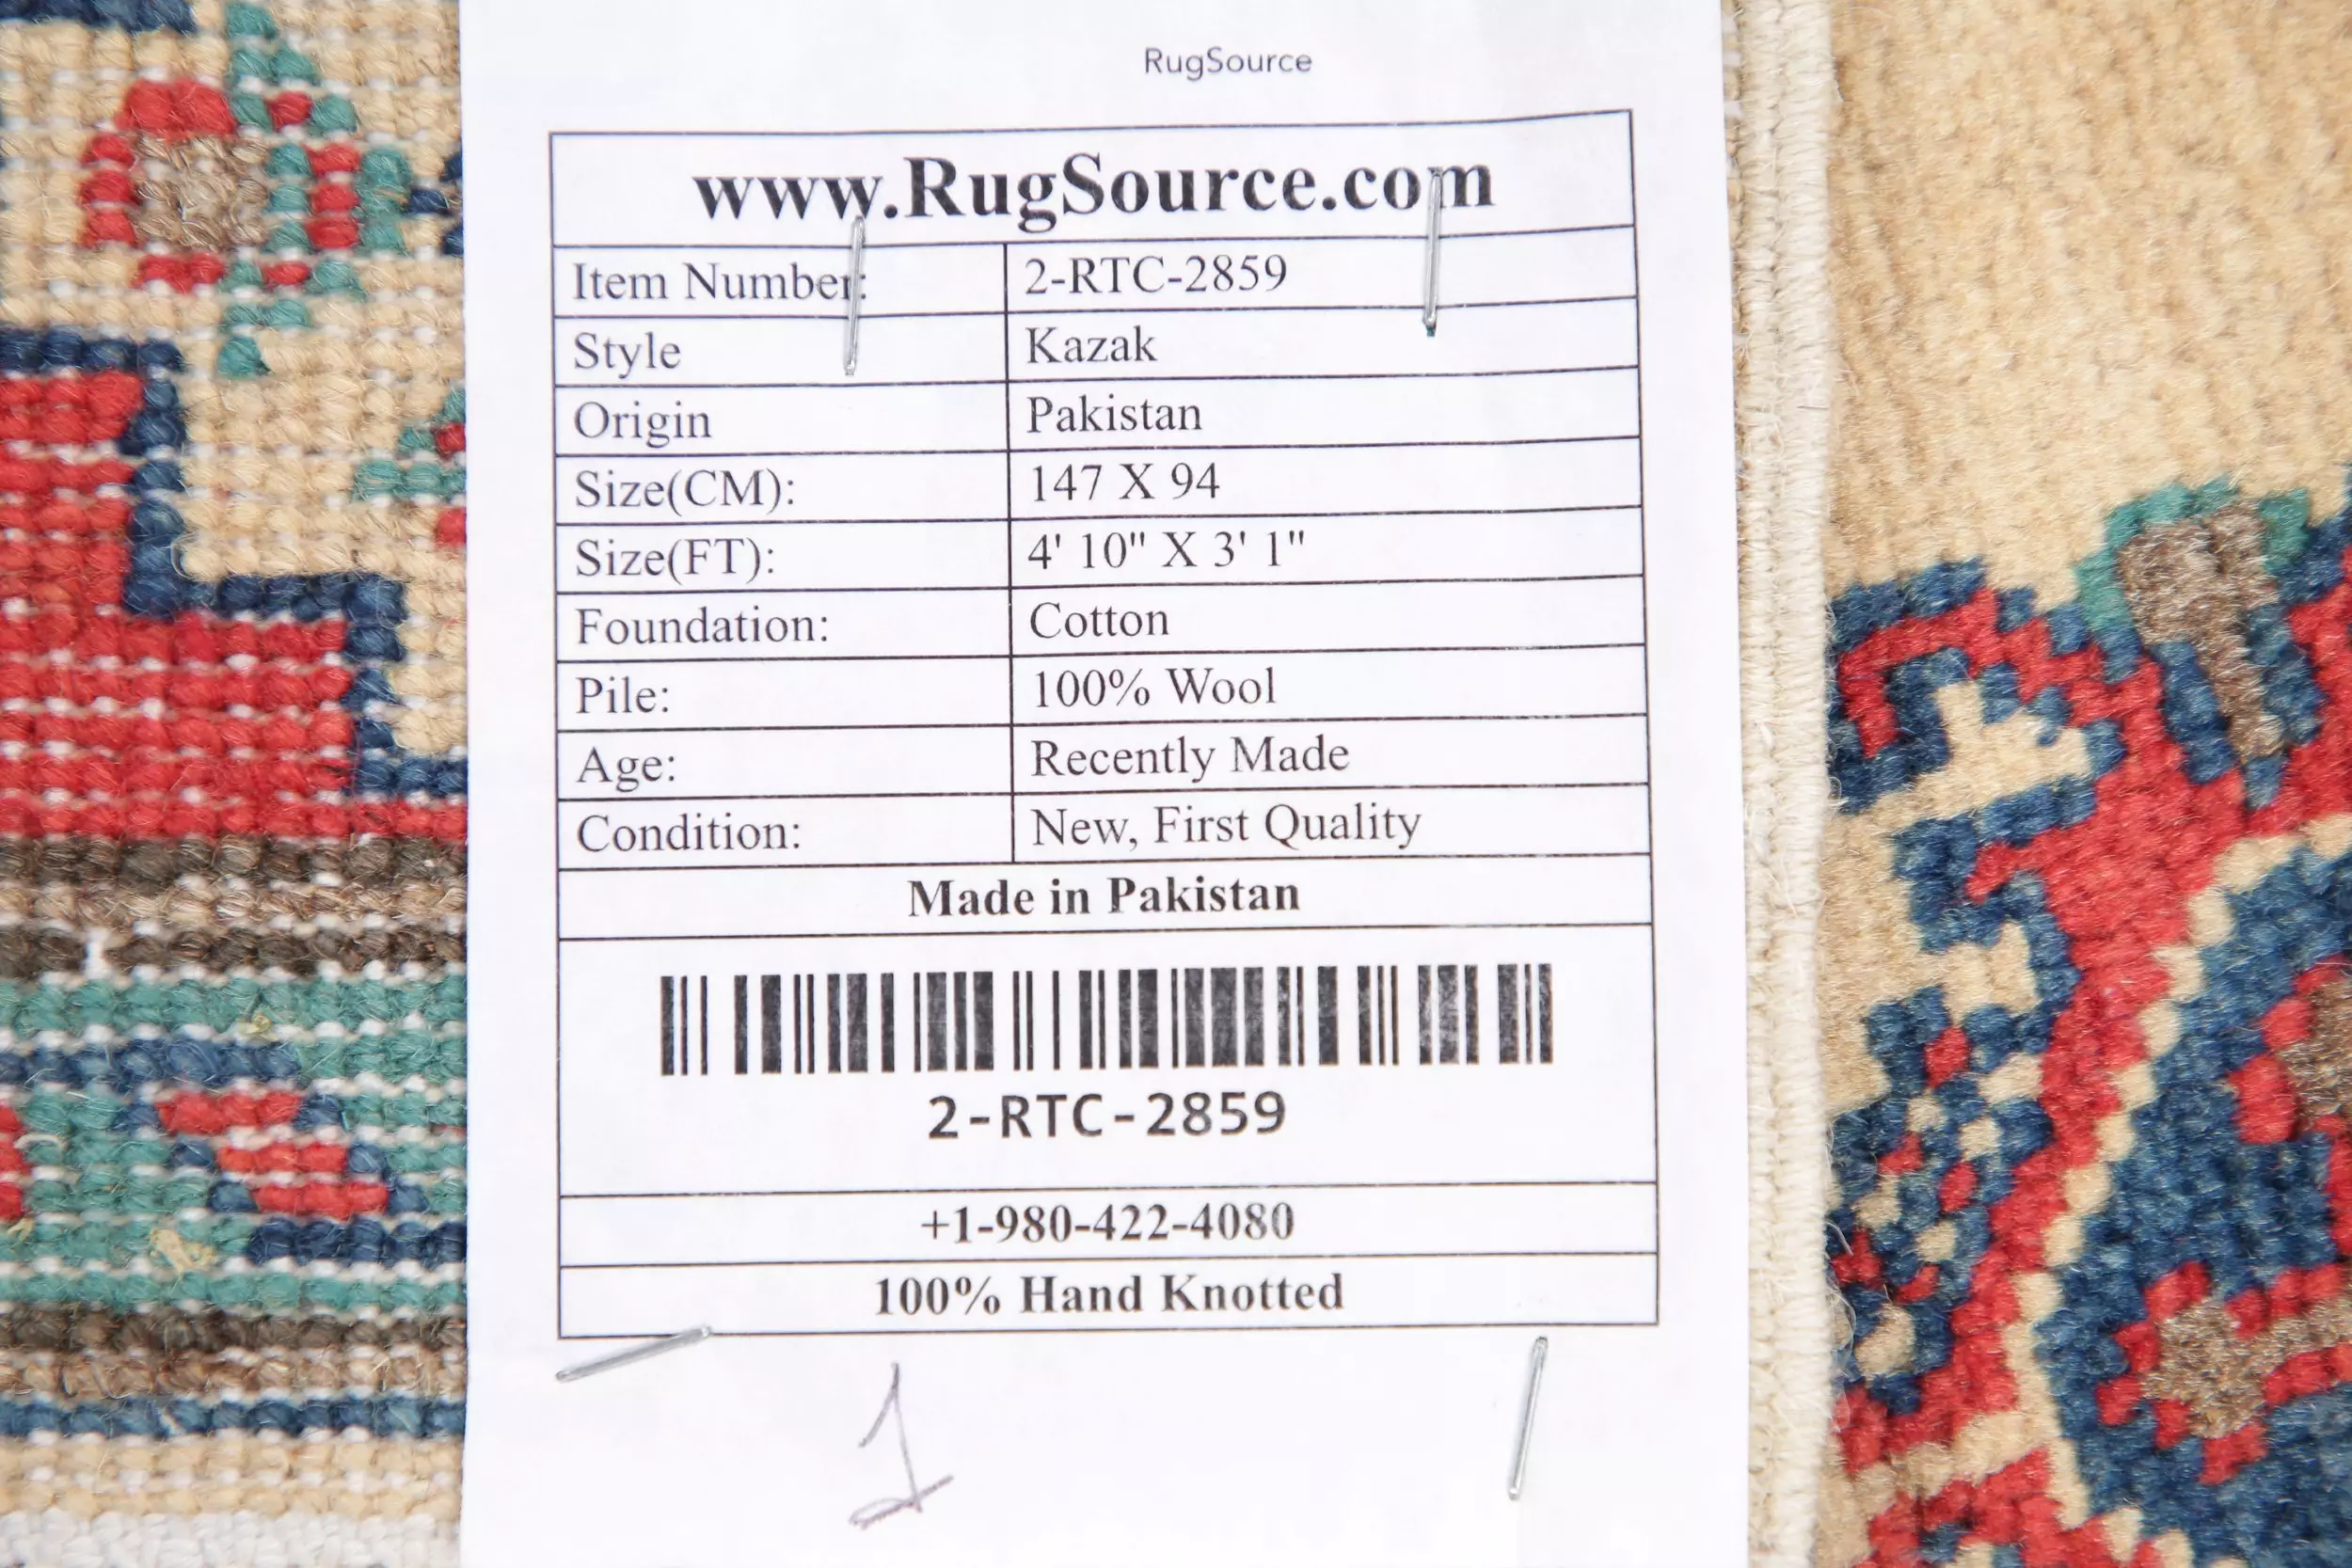 RugSource
www.RugSource.com
Item Number: 2-RTC-2859
Style Kazak
Origin Pakistan
Size(CM): 147 X 94
Size(FT): 4' 10" X 3' 1"
Foundation: Cotton
Pile: 100% Wool
Age: Recently Made
Condition: New, First Quality
Made in Pakistan
2-RTC-2859
+1-980-422-4080
100% Hand Knotted
1